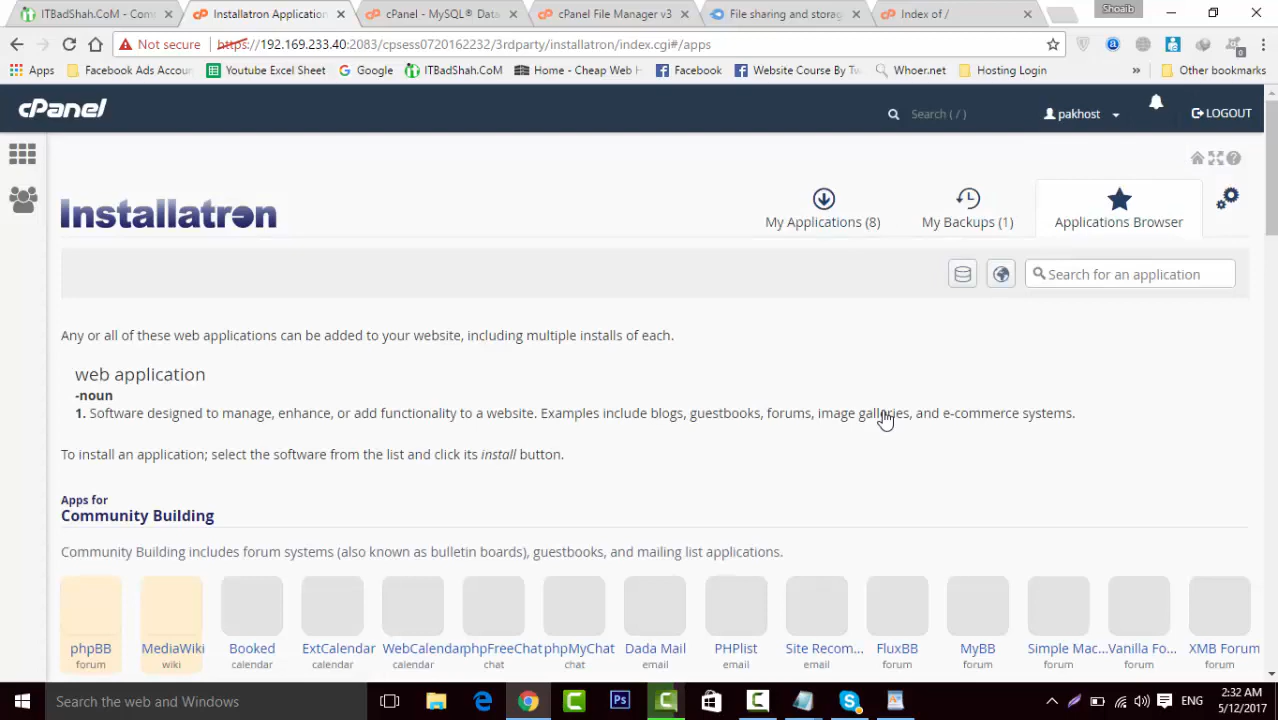 ITBadShah.CoM - Com
Installatron Application
cPanel - MySQL® Data
cPanel File Manager v3
File sharing and storag
Index of /
Shoaib
Not secure
https://192.169.233.40:2083/cpsess0720162232/3rdparty/installatron/index.cgi#/apps
Apps
Facebook Ads Accoun
Youtube Excel Sheet
Google
ITBadShah.CoM
Home - Cheap Web H
Facebook
Website Course By Tw
Whoer.net
Hosting Login
»
Other bookmarks
cPanel
Search ( / )
pakhost
LOGOUT
Installatron
My Applications (8)
My Backups (1)
Applications Browser
Search for an application
Any or all of these web applications can be added to your website, including multiple installs of each.
web application
-noun
1. Software designed to manage, enhance, or add functionality to a website. Examples include blogs, guestbooks, forums, image galleries, and e-commerce systems.
To install an application; select the software from the list and click its install button.
Apps for
Community Building
Community Building includes forum systems (also known as bulletin boards), guestbooks, and mailing list applications.
phpBB
forum
MediaWiki
wiki
Booked
calendar
ExtCalendar
calendar
WebCalendar
calendar
phpFreeChat
chat
phpMyChat
chat
Dada Mail
email
PHPlist
email
Site Recom...
email
FluxBB
forum
MyBB
forum
Simple Mac...
forum
Vanilla Fo...
forum
XMB Forum
forum
Search the web and Windows
ENG
2:32 AM
5/12/2017